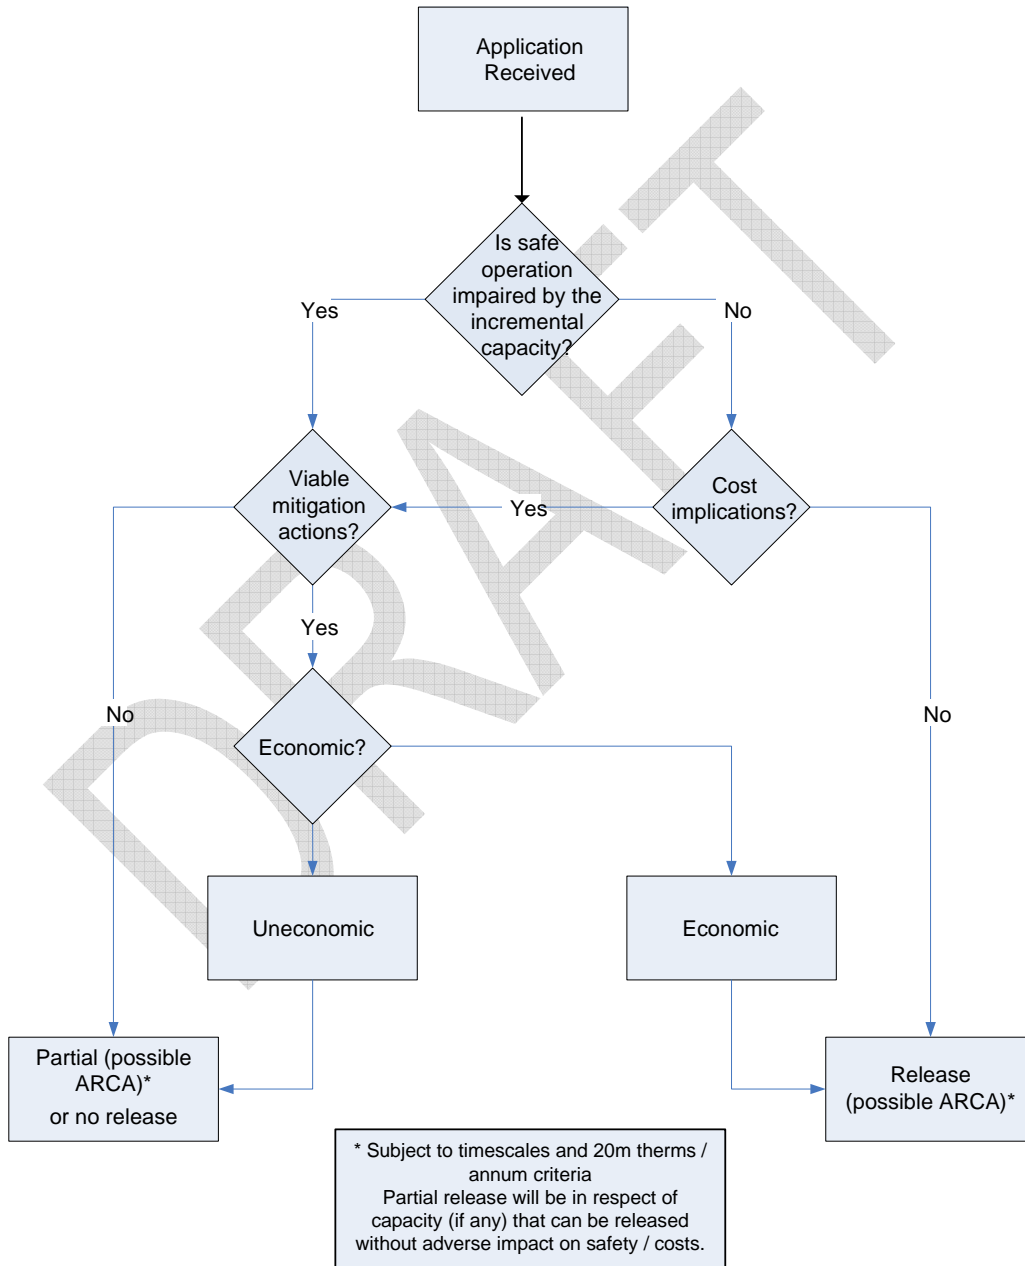 Application
Received
Is safe
operation
impaired by the
incremental
capacity?
Yes
No
Viable
mitigation
actions?
Yes
Cost
implications?
Yes
No
No
Economic?
Uneconomic
Economic
Partial (possible
ARCA)*
or no release
Release
(possible ARCA)*
* Subject to timescales and 20m therms /
annum criteria
Partial release will be in respect of
capacity (if any) that can be released
without adverse impact on safety / costs.
DRAFT